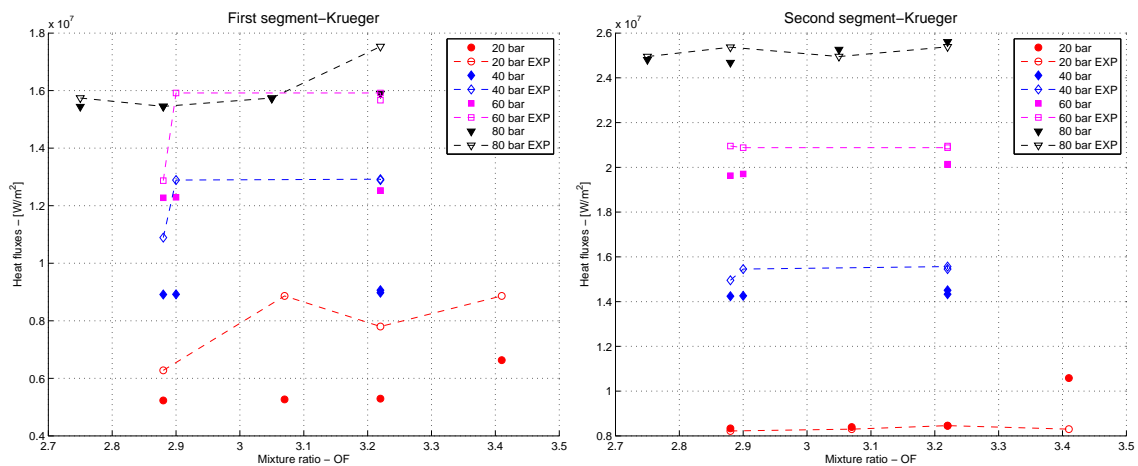 First segment−Krueger
x 10⁷
1.8
1.6
1.4
1.2
1
0.8
0.6
0.4
Heat fluxes − [W/m²]
2.7 2.8 2.9 3 3.1 3.2 3.3 3.4 3.5
Mixture ratio − OF
20 bar
20 bar EXP
40 bar
40 bar EXP
60 bar
60 bar EXP
80 bar
80 bar EXP
Second segment−Krueger
x 10⁷
2.6
2.4
2.2
2
1.8
1.6
1.4
1.2
1
0.8
Heat fluxes − [W/m²]
2.7 2.8 2.9 3 3.1 3.2 3.3 3.4 3.5
Mixture ratio − OF
20 bar
20 bar EXP
40 bar
40 bar EXP
60 bar
60 bar EXP
80 bar
80 bar EXP